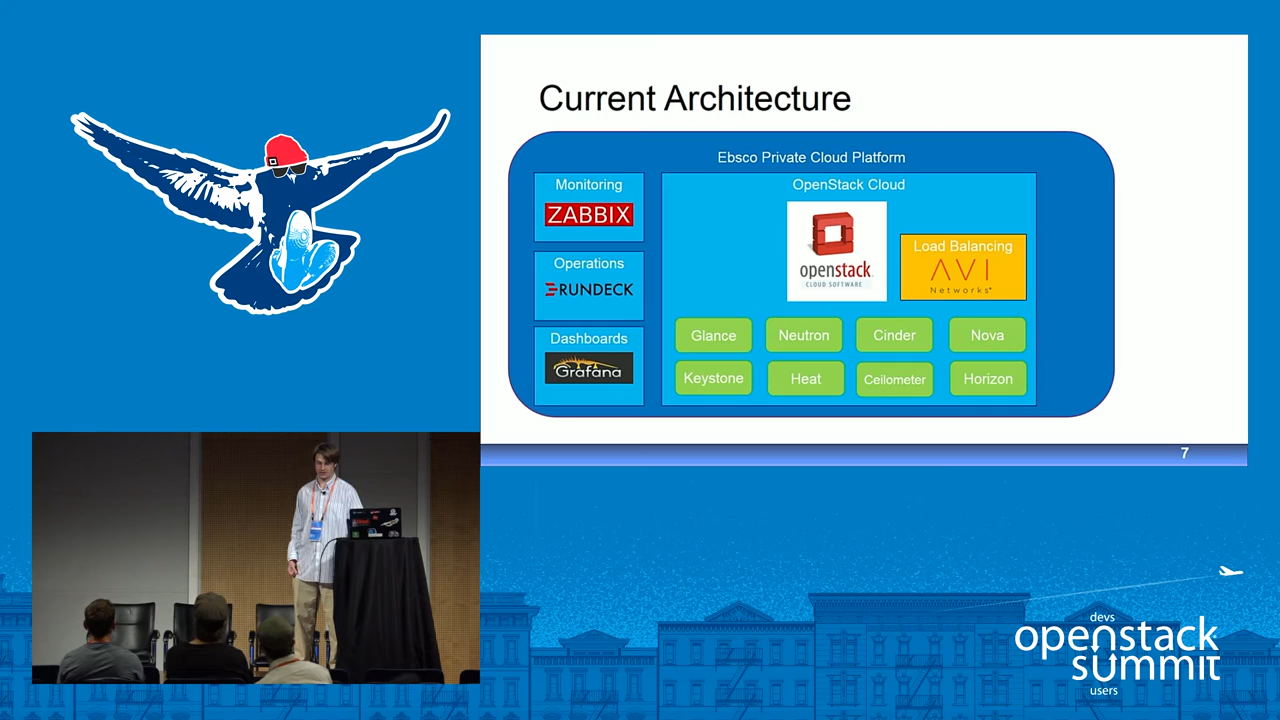 Current Architecture
Ebsco Private Cloud Platform
Monitoring
ZABBIX
Operations
RUNDECK
Dashboards
Grafana
OpenStack Cloud
openstack
CLOUD SOFTWARE
Load Balancing
AVI
Networks
Glance
Neutron
Cinder
Nova
Keystone
Heat
Ceilometer
Horizon
7
devs
openstack
summit
users